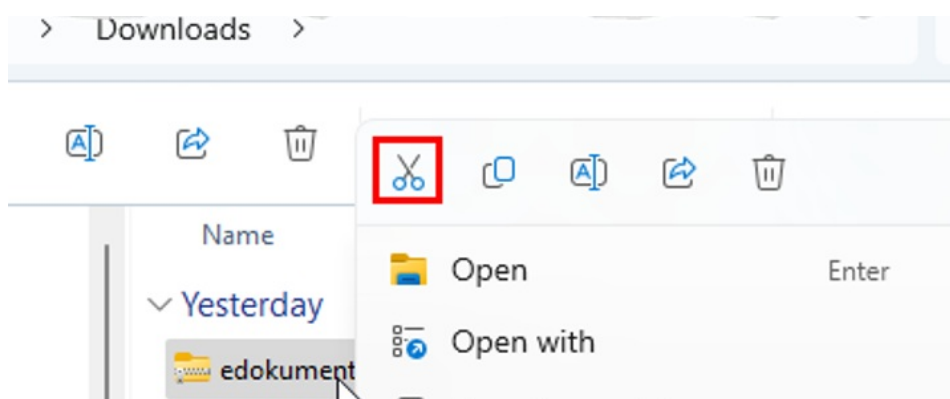 > Downloads >
Name
Open Enter
Yesterday
Open with
edokument